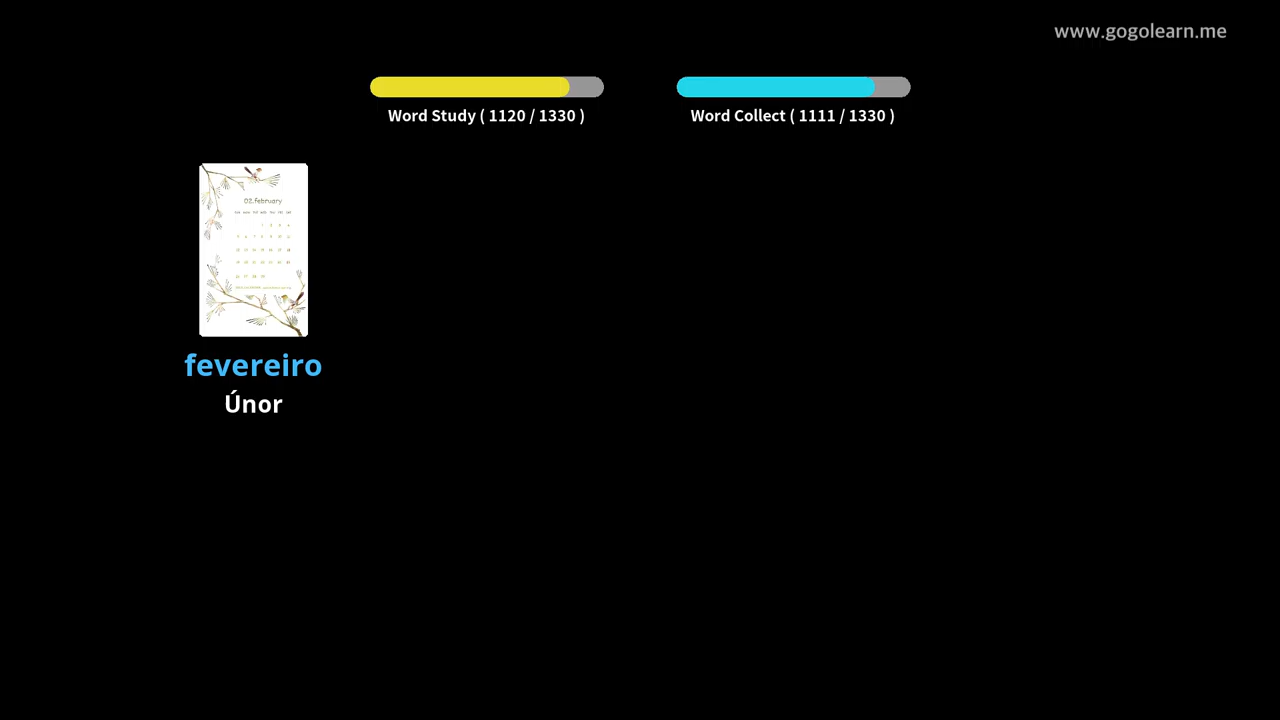 www.gogolearn.me
Word Study ( 1120 / 1330 )
Word Collect ( 1111 / 1330 )
02.february
fevereiro
Únor